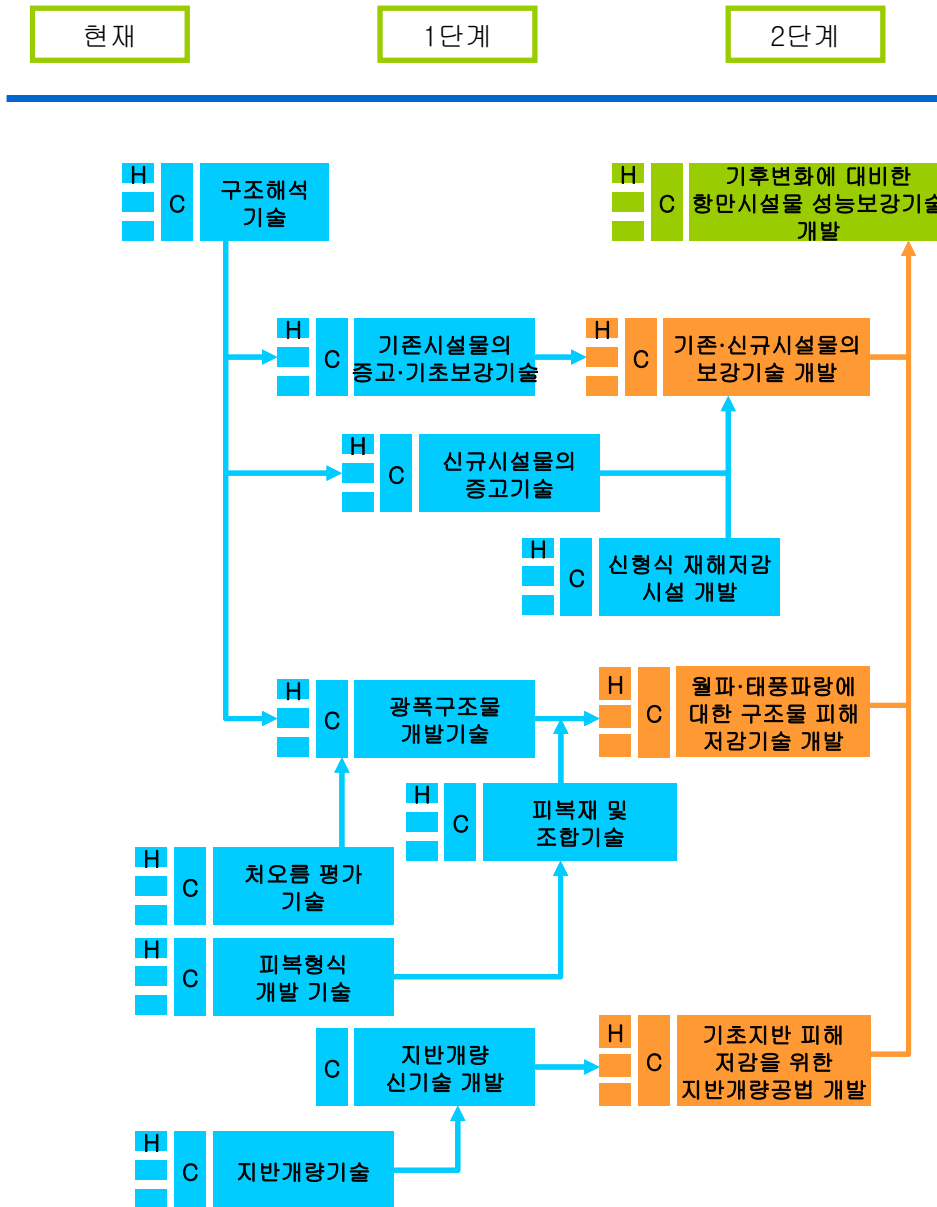 현재
1단계
2단계
H
C
구조해석
기술
H
C
기후변화에 대비한
항만시설물 성능보강기술
개발
H
C
기존시설물의
증고·기초보강기술
H
C
기존·신규시설물의
보강기술 개발
H
C
신규시설물의
증고기술
H
C
신형식 재해저감
시설 개발
H
C
광폭구조물
개발기술
H
C
월파·태풍파랑에
대한 구조물 피해
저감기술 개발
H
C
피복재 및
조합기술
H
C
처오름 평가
기술
H
C
피복형식
개발 기술
C
지반개량
신기술 개발
H
C
기초지반 피해
저감을 위한
지반개량공법 개발
H
C
지반개량기술